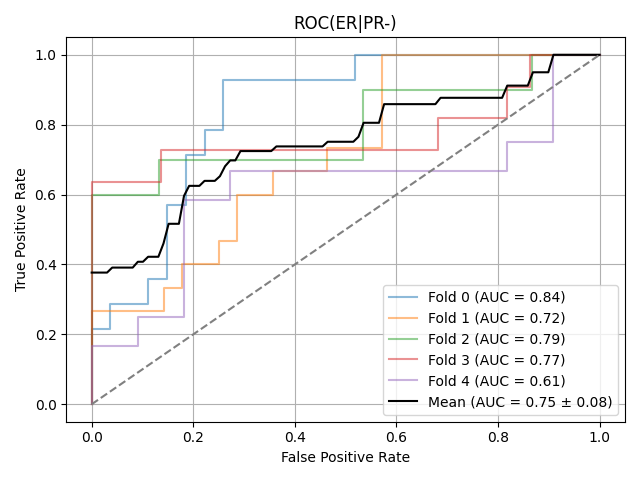 ROC(ER|PR-)
True Positive Rate
1.0
0.8
0.6
0.4
0.2
0.0
Fold 0 (AUC = 0.84)
Fold 1 (AUC = 0.72)
Fold 2 (AUC = 0.79)
Fold 3 (AUC = 0.77)
Fold 4 (AUC = 0.61)
Mean (AUC = 0.75 ± 0.08)
0.0 0.2 0.4 0.6 0.8 1.0
False Positive Rate